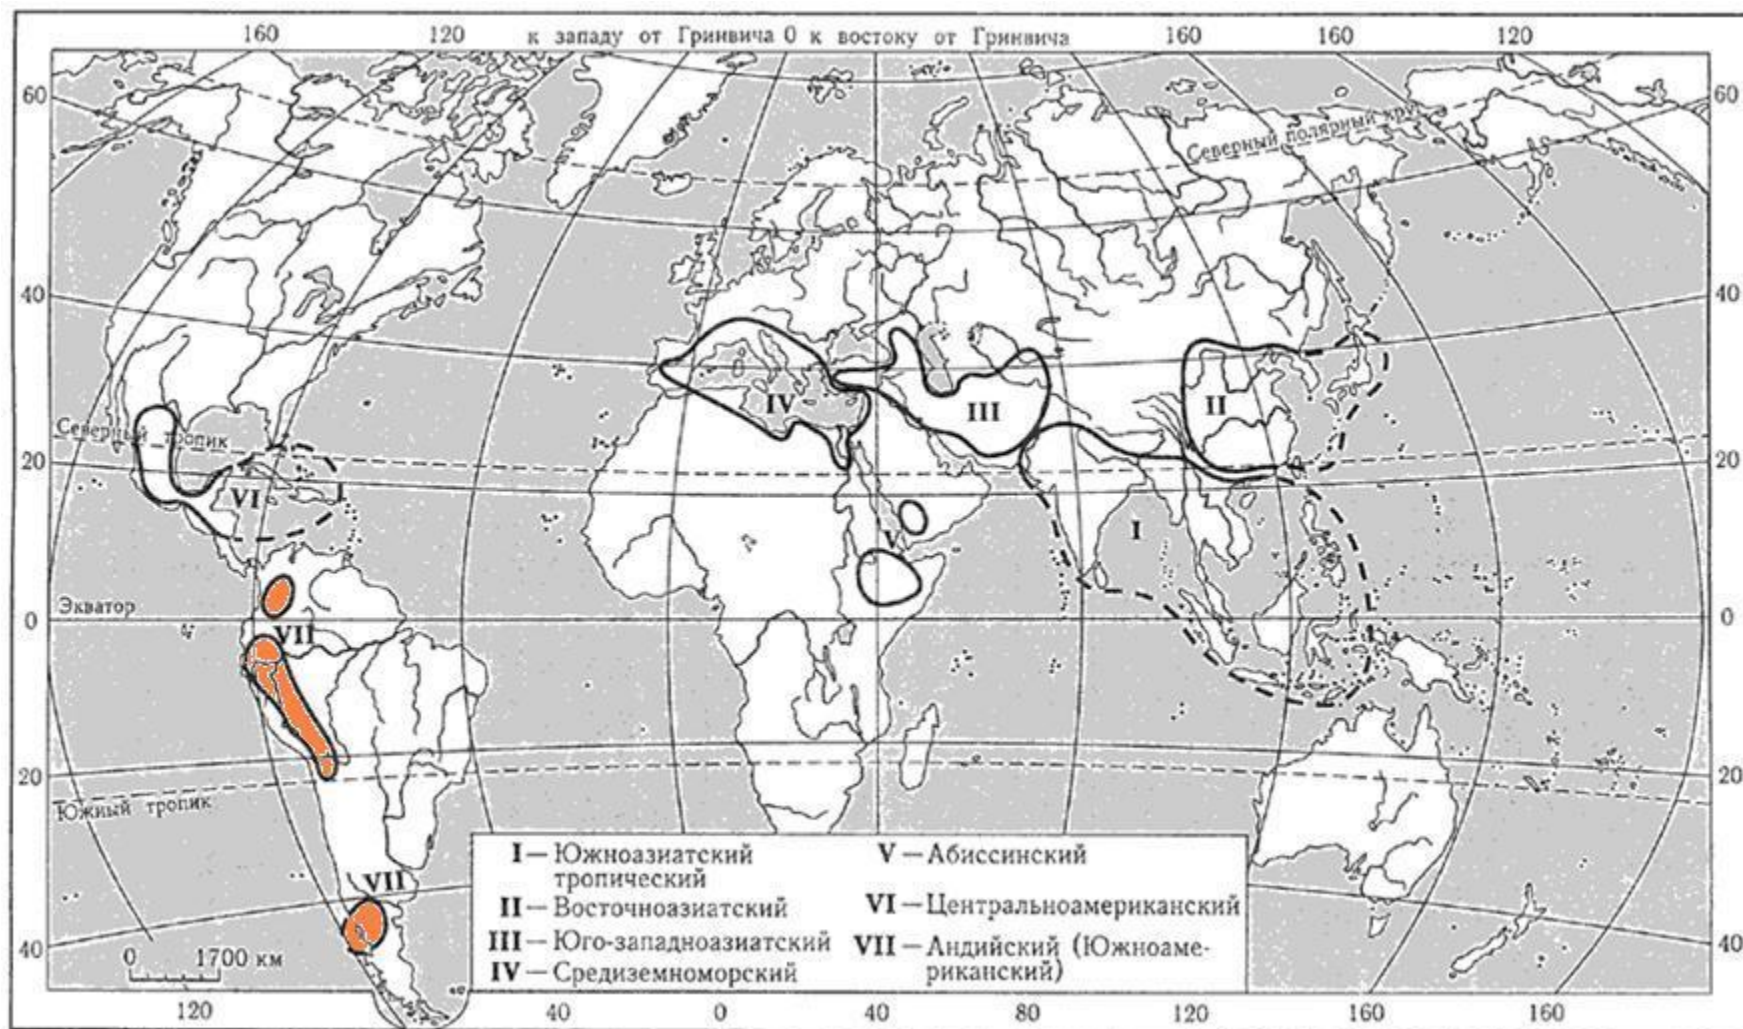 160 120 к западу от Гринвича 0 к востоку от Гринвича 160 160 120
60 60
Северный полярный круг
40 40
Северный тропик
20 20
IV III II
VI
I
V
Экватор
0 0
VII
20 20
Южный тропик
VII
I — Южноазиатский
тропический
II — Восточноазиатский
III — Юго-западноазиатский
IV — Средиземноморский
V — Абиссинский
VI — Центральноамериканский
VII — Андийский (Южноаме-
риканский)
40 40
0 1700 км
120 40 0 40 80 120 160 160